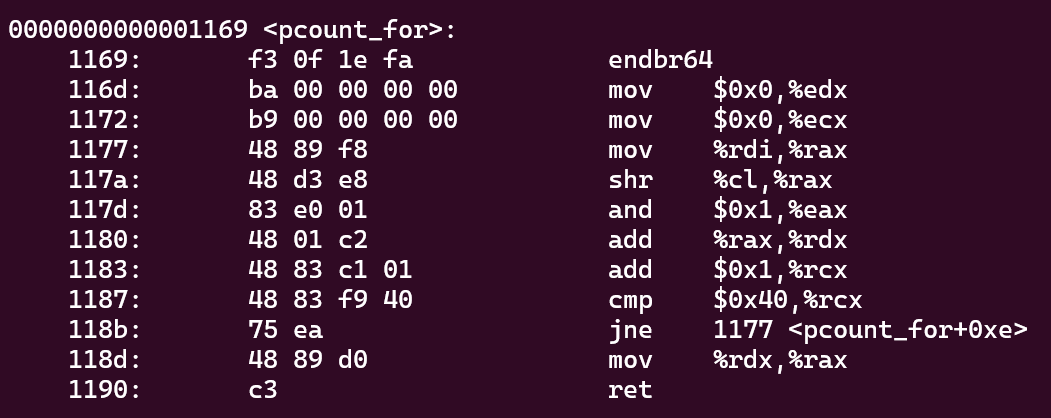 0000000000001169 <pcount_for>:
    1169:       f3 0f 1e fa             endbr64
    116d:       ba 00 00 00 00          mov    $0x0,%edx
    1172:       b9 00 00 00 00          mov    $0x0,%ecx
    1177:       48 89 f8                mov    %rdi,%rax
    117a:       48 d3 e8                shr    %cl,%rax
    117d:       83 e0 01                and    $0x1,%eax
    1180:       48 01 c2                add    %rax,%rdx
    1183:       48 83 c1 01             add    $0x1,%rcx
    1187:       48 83 f9 40             cmp    $0x40,%rcx
    118b:       75 ea                   jne    1177 <pcount_for+0xe>
    118d:       48 89 d0                mov    %rdx,%rax
    1190:       c3                      ret